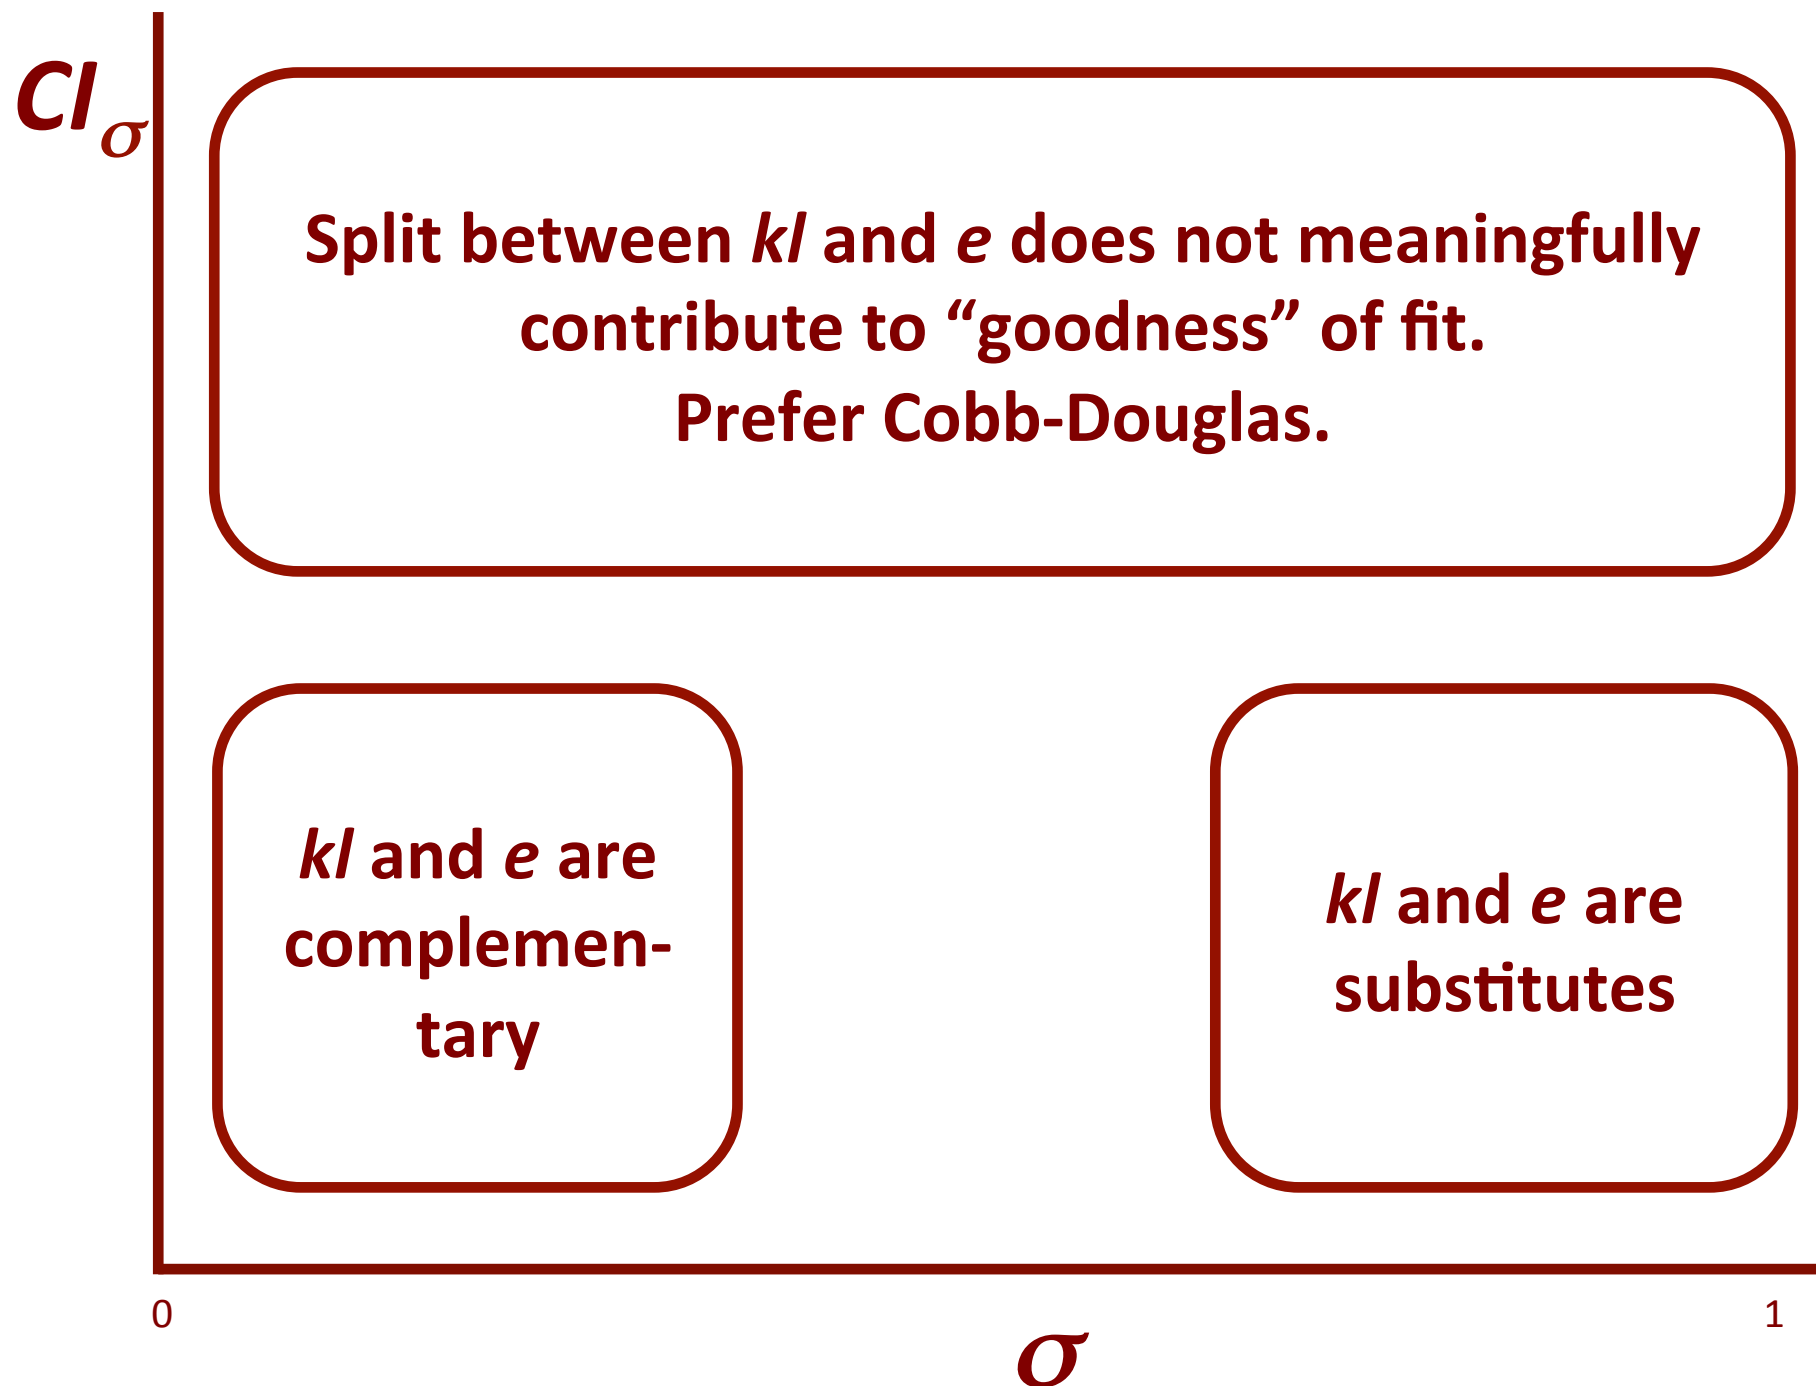 CIσ
Split between kl and e does not meaningfully
contribute to “goodness” of fit.
Prefer Cobb-Douglas.
kl and e are
complemen-
tary
kl and e are
substitutes
0
1
σ